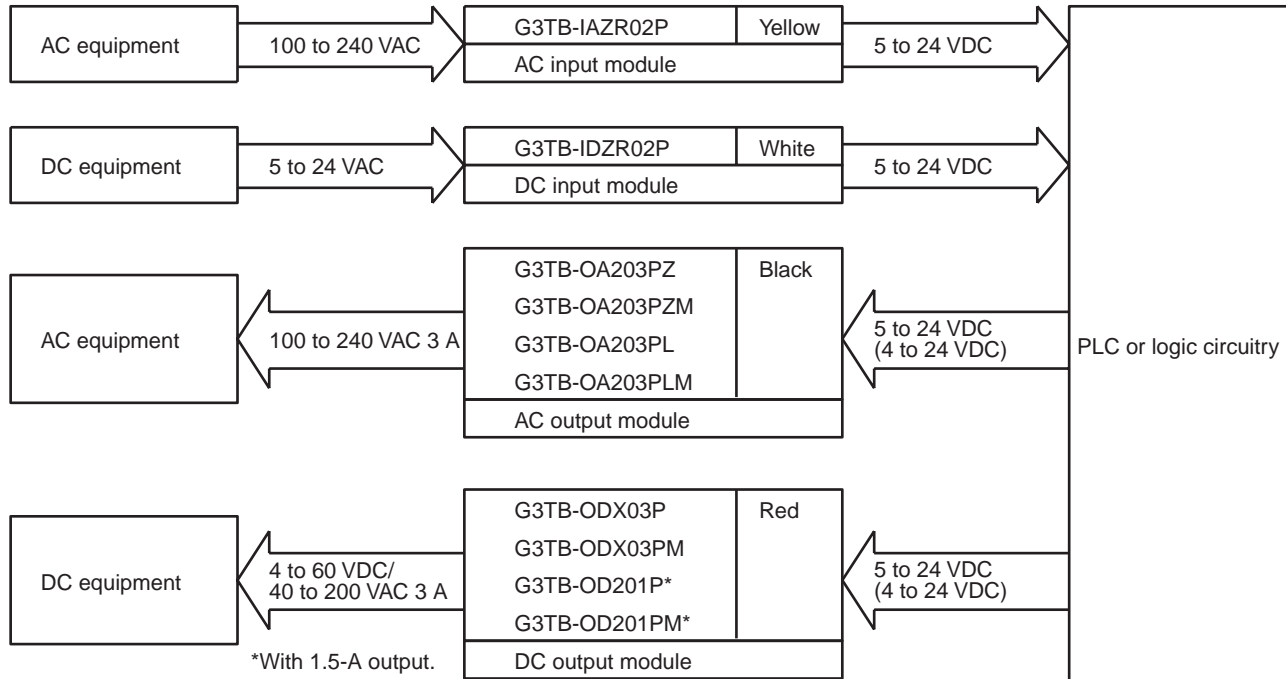 AC equipment
100 to 240 VAC
G3TB-IAZR02P
Yellow
AC input module
5 to 24 VDC
DC equipment
5 to 24 VAC
G3TB-IDZR02P
White
DC input module
5 to 24 VDC
AC equipment
100 to 240 VAC 3 A
G3TB-OA203PZ
Black
G3TB-OA203PZM
G3TB-OA203PL
G3TB-OA203PLM
AC output module
5 to 24 VDC
(4 to 24 VDC)
PLC or logic circuitry
DC equipment
4 to 60 VDC/
40 to 200 VAC 3 A
*With 1.5-A output.
G3TB-ODX03P
Red
G3TB-ODX03PM
G3TB-OD201P*
G3TB-OD201PM*
DC output module
5 to 24 VDC
(4 to 24 VDC)